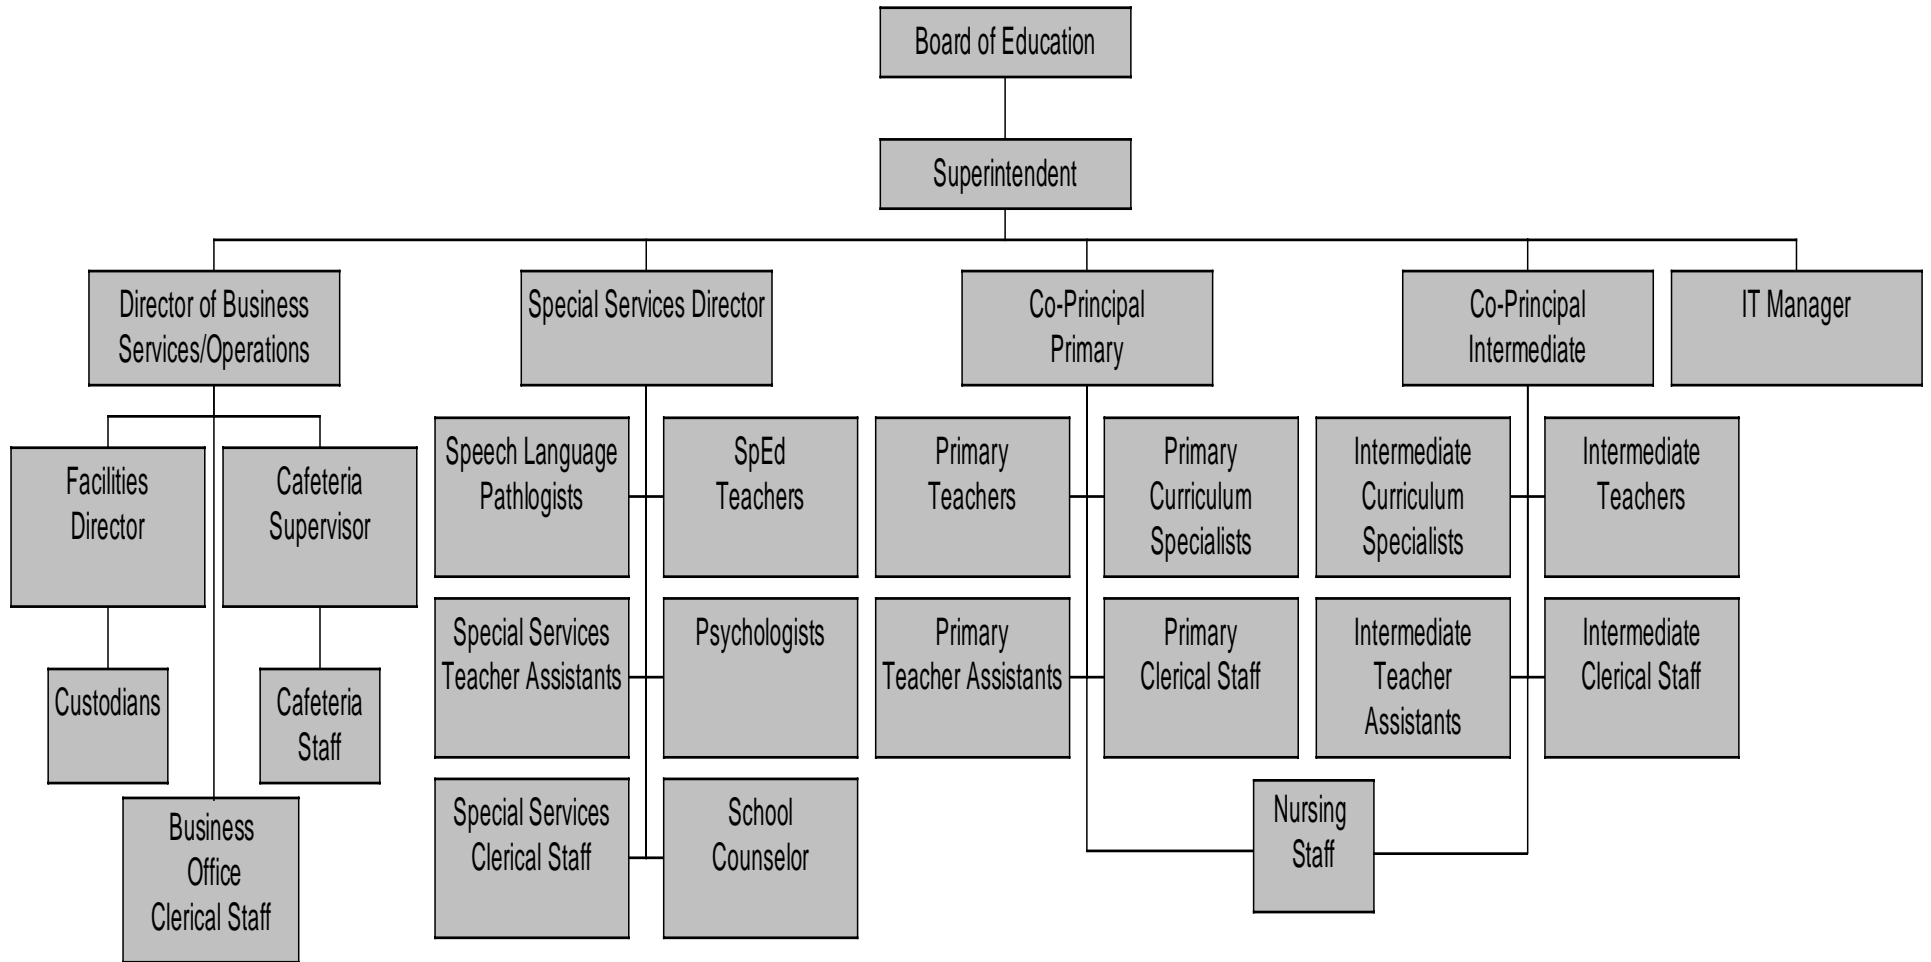 Board of Education
Superintendent
Director of Business
Services/Operations
Special Services Director
Co-Principal
Primary
Co-Principal
Intermediate
IT Manager
Facilities
Director
Cafeteria
Supervisor
Custodians
Cafeteria
Staff
Business
Office
Clerical Staff
Speech Language
Pathlogists
SpEd
Teachers
Special Services
Teacher Assistants
Psychologists
Special Services
Clerical Staff
School
Counselor
Primary
Teachers
Primary
Curriculum
Specialists
Primary
Teacher Assistants
Primary
Clerical Staff
Intermediate
Curriculum
Specialists
Intermediate
Teachers
Intermediate
Teacher
Assistants
Intermediate
Clerical Staff
Nursing
Staff